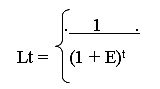 . 1 .
Lt = { (1 + E)ᵗ